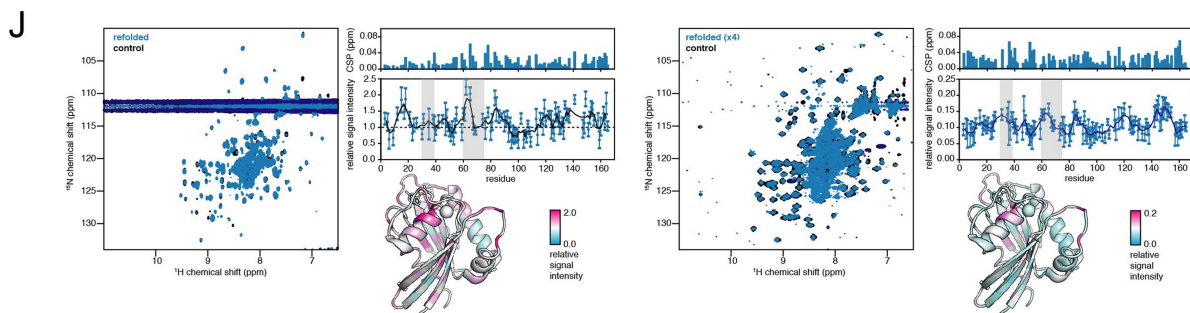 J
refolded
control
105
110
115
120
125
130
¹⁵N chemical shift (ppm)
10
9
8
7
¹H chemical shift (ppm)
CSP (ppm)
0.08
0.04
0.00
relative signal intensity
2.5
2.0
1.5
1.0
0.5
0.0
0 20 40 60 80 100 120 140 160
residue
2.0
0.0
relative
signal
intensity
refolded (x4)
control
105
110
115
120
125
130
¹⁵N chemical shift (ppm)
10
9
8
7
¹H chemical shift (ppm)
CSP (ppm)
0.08
0.04
0.00
relative signal intensity
0.25
0.20
0.15
0.10
0.05
0.00
0 20 40 60 80 100 120 140 160
residue
0.2
0.0
relative
signal
intensity